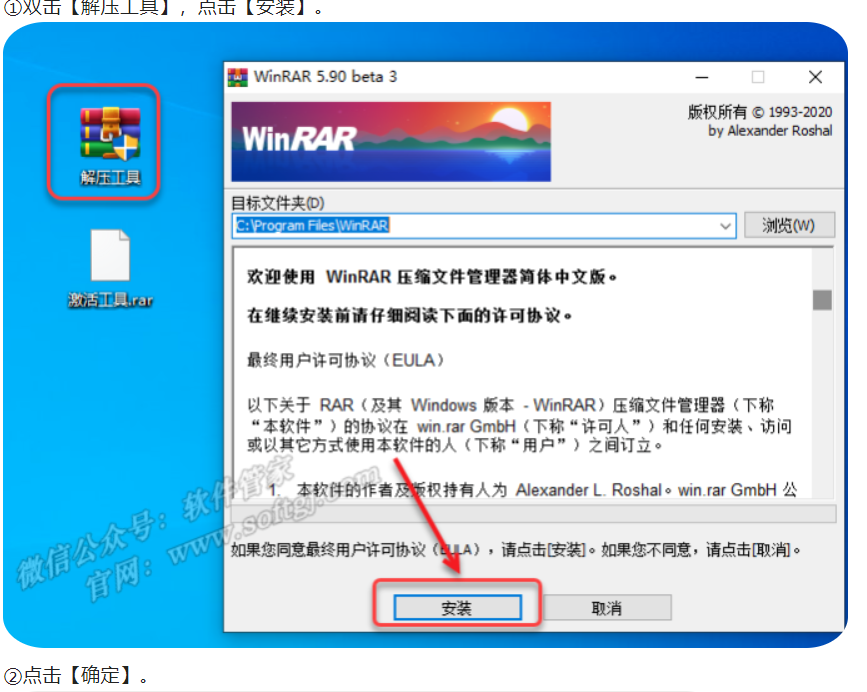 ①双击【解压工具】，点击【安装】。
WinRAR 5.90 beta 3
WinRAR
版权所有 © 1993-2020
by Alexander Roshal
解压工具
目标文件夹(D)
C:\Program Files\WinRAR
浏览(W)
激活工具.rar
欢迎使用 WinRAR 压缩文件管理器简体中文版。
在继续安装前请仔细阅读下面的许可协议。
最终用户许可协议（EULA）
以下关于 RAR（及其 Windows 版本 - WinRAR）压缩文件管理器（下称
“本软件”）的协议在 win.rar GmbH（下称“许可人”）和任何安装、访问
或以其它方式使用本软件的人（下称“用户”）之间订立。
1. 本软件的作者及版权持有人为 Alexander L. Roshal。win.rar GmbH 公
微信公众号：软件管家
官网：www.softgj.com
如果您同意最终用户许可协议（EULA），请点击[安装]。如果您不同意，请点击[取消]。
安装
取消
②点击【确定】。